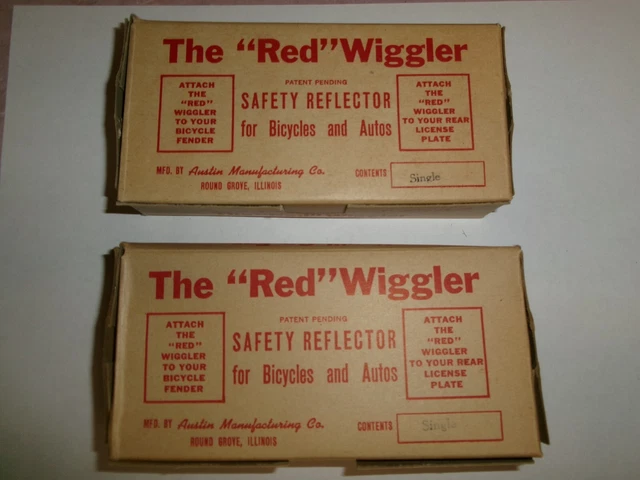 The "Red" Wiggler
ATTACH
THE
"RED"
WIGGLER
TO YOUR
BICYCLE
FENDER
PATENT PENDING
SAFETY REFLECTOR
for Bicycles and Autos
ATTACH
THE
"RED"
WIGGLER
TO YOUR REAR
LICENSE
PLATE
MFD. BY Austin Manufacturing Co.
ROUND GROVE, ILLINOIS
CONTENTS Single
The "Red" Wiggler
ATTACH
THE
"RED"
WIGGLER
TO YOUR
BICYCLE
FENDER
PATENT PENDING
SAFETY REFLECTOR
for Bicycles and Autos
ATTACH
THE
"RED"
WIGGLER
TO YOUR REAR
LICENSE
PLATE
MFD. BY Austin Manufacturing Co.
ROUND GROVE, ILLINOIS
CONTENTS Single